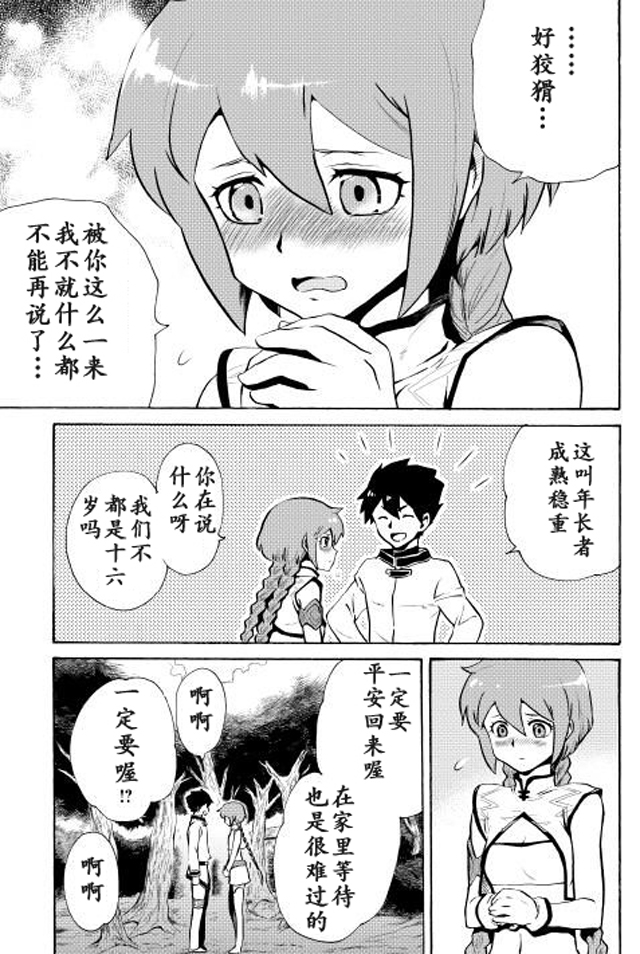 ……
好狡猾…
被你这么一来
我不就什么都
不能再说了…
这叫年长者
成熟稳重
你在说
什么呀
我们不
都是十六
岁吗
一定要
平安回来喔
在家里等待
也是很难过的
啊啊
一定要喔!?
啊啊